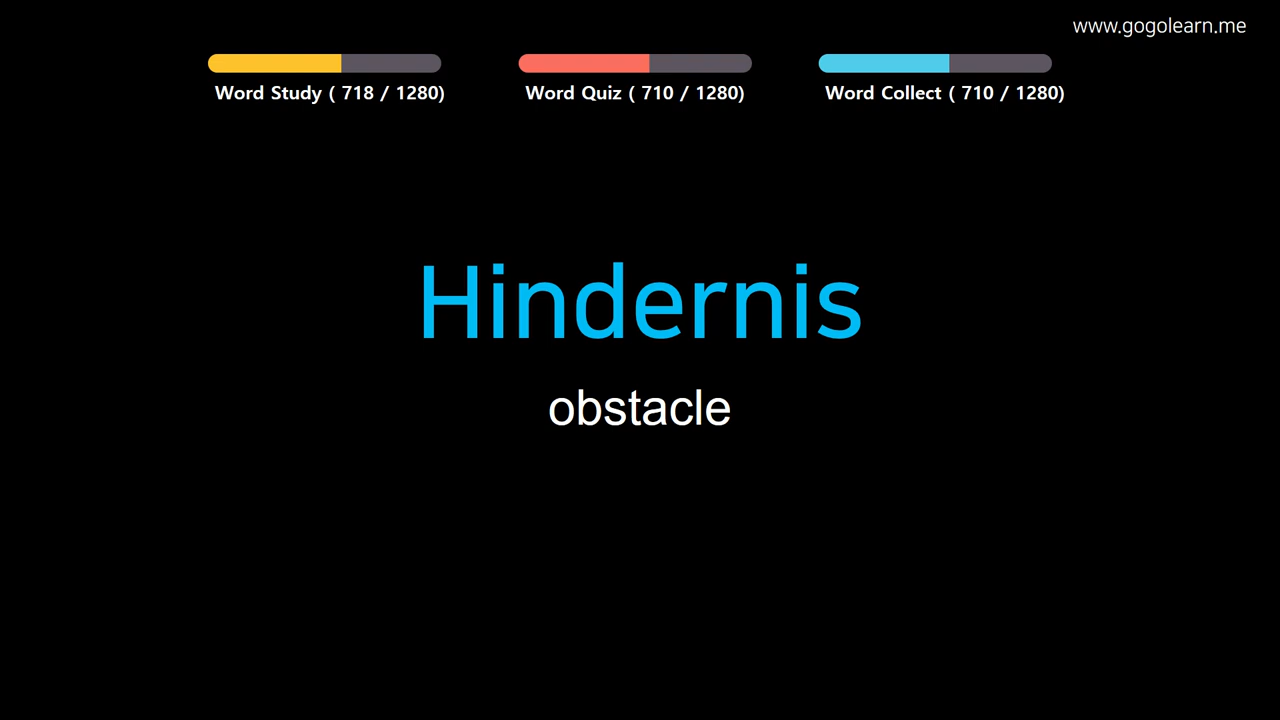 www.gogolearn.me
Word Study ( 718 / 1280)
Word Quiz ( 710 / 1280)
Word Collect ( 710 / 1280)
Hindernis
obstacle